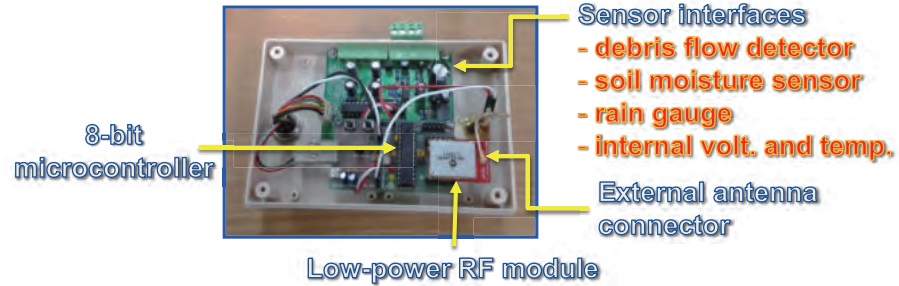 Sensor interfaces
- debris flow detector
- soil moisture sensor
- rain gauge
- internal volt. and temp.
8-bit
microcontroller
External antenna
connector
Low-power RF module